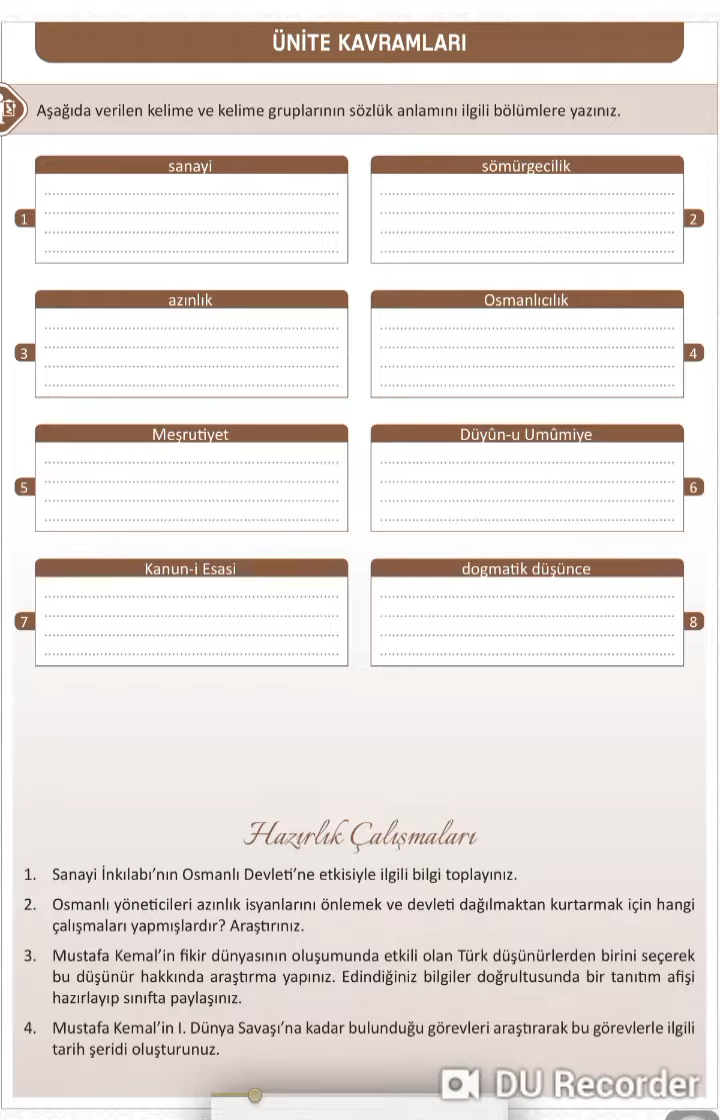 ÜNİTE KAVRAMLARI
Aşağıda verilen kelime ve kelime gruplarının sözlük anlamını ilgili bölümlere yazınız.
sanayi
sömürgecilik
1
2
azınlık
Osmanlıcılık
3
4
Meşrutiyet
Düyûn-u Umûmiye
5
6
Kanun-i Esasi
dogmatik düşünce
7
8
Hazırlık Çalışmaları
1. Sanayi İnkılabı’nın Osmanlı Devleti’ne etkisiyle ilgili bilgi toplayınız.
2. Osmanlı yöneticileri azınlık isyanlarını önlemek ve devleti dağılmaktan kurtarmak için hangi
çalışmaları yapmışlardır? Araştırınız.
3. Mustafa Kemal’in fikir dünyasının oluşumunda etkili olan Türk düşünürlerden birini seçerek
bu düşünür hakkında araştırma yapınız. Edindiğiniz bilgiler doğrultusunda bir tanıtım afişi
hazırlayıp sınıfta paylaşınız.
4. Mustafa Kemal’in I. Dünya Savaşı’na kadar bulunduğu görevleri araştırarak bu görevlerle ilgili
tarih şeridi oluşturunuz.
DU Recorder